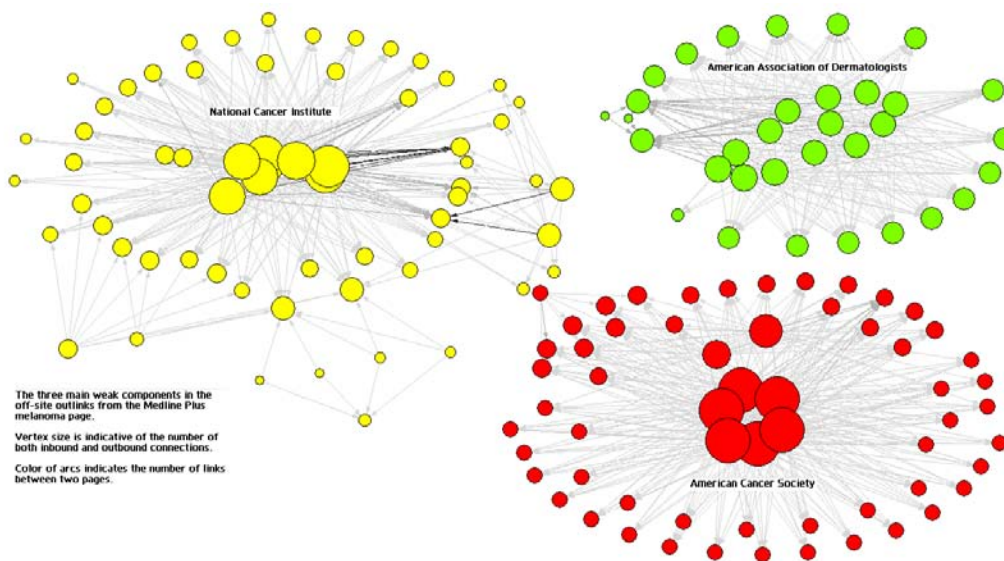 National Cancer Institute
American Association of Dermatologists
American Cancer Society
The three main weak components in the
off-site outlinks from the Medline Plus
melanoma page.
Vertex size is indicative of the number of
both inbound and outbound connections.
Color of arcs indicates the number of links
between two pages.